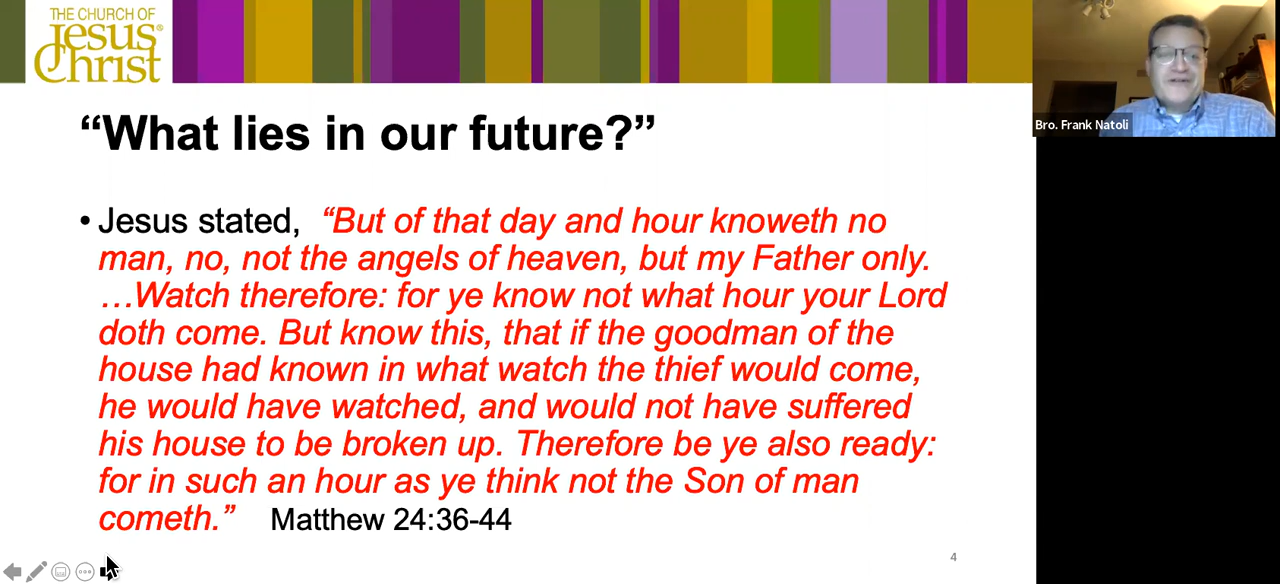 THE CHURCH OF
Jesus®
Christ
Bro. Frank Natoli
“What lies in our future?”
• Jesus stated, “But of that day and hour knoweth no
man, no, not the angels of heaven, but my Father only.
…Watch therefore: for ye know not what hour your Lord
doth come. But know this, that if the goodman of the
house had known in what watch the thief would come,
he would have watched, and would not have suffered
his house to be broken up. Therefore be ye also ready:
for in such an hour as ye think not the Son of man
cometh.” Matthew 24:36-44
4